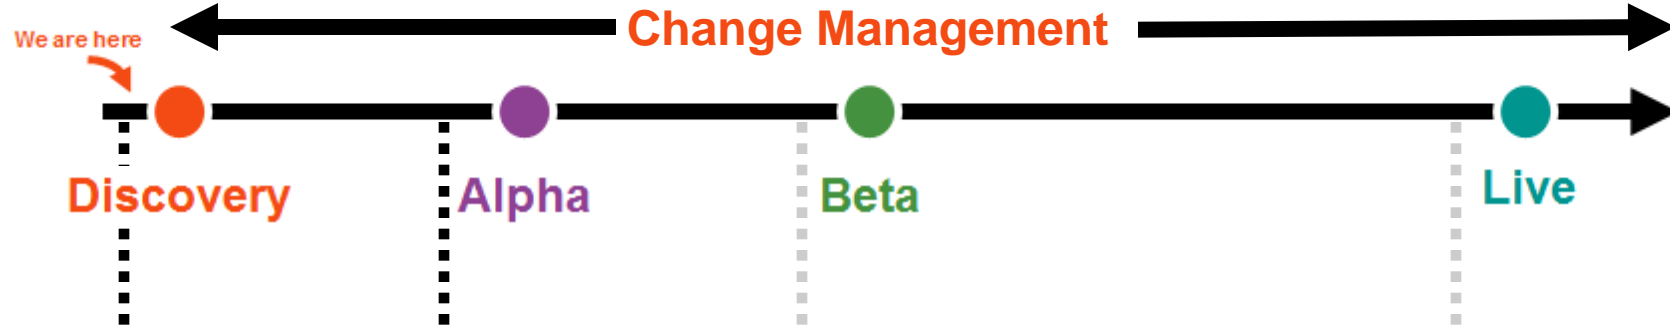 Change Management
We are here
Discovery
Alpha
Beta
Live